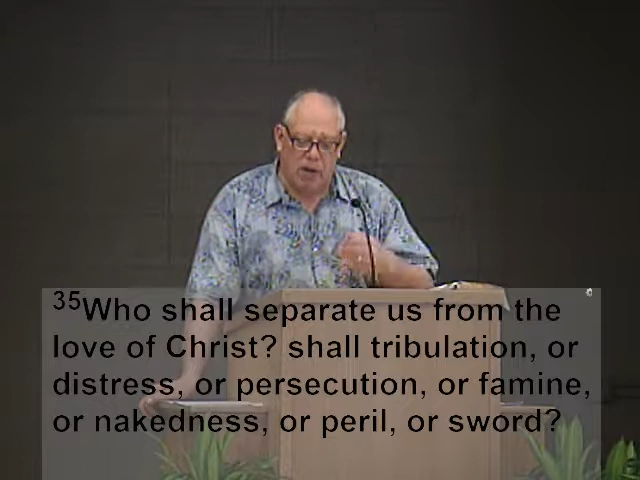 35Who shall separate us from the
love of Christ? shall tribulation, or
distress, or persecution, or famine,
or nakedness, or peril, or sword?